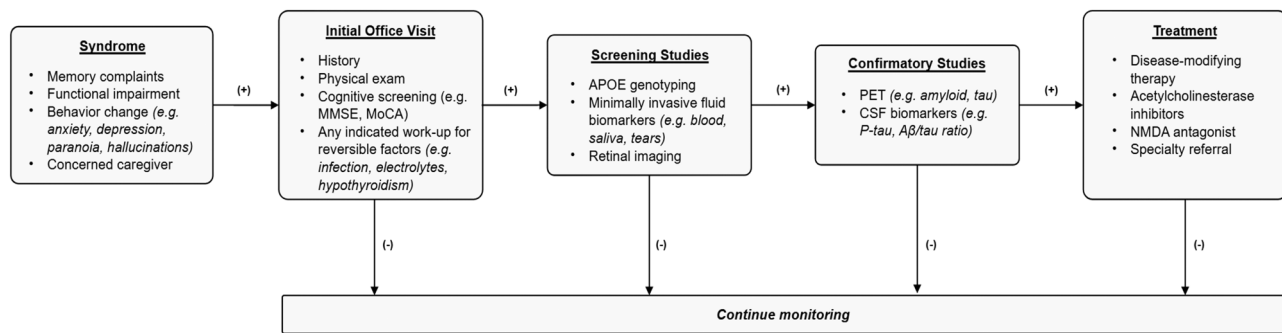 Syndrome
• Memory complaints
• Functional impairment
• Behavior change (e.g.
anxiety, depression,
paranoia, hallucinations)
• Concerned caregiver
(+)
Initial Office Visit
• History
• Physical exam
• Cognitive screening (e.g.
MMSE, MoCA)
• Any indicated work-up for
reversible factors (e.g.
infection, electrolytes,
hypothyroidism)
(+)
Screening Studies
• APOE genotyping
• Minimally invasive fluid
biomarkers (e.g. blood,
saliva, tears)
• Retinal imaging
(+)
Confirmatory Studies
• PET (e.g. amyloid, tau)
• CSF biomarkers (e.g.
P-tau, Aβ/tau ratio)
(+)
Treatment
• Disease-modifying
therapy
• Acetylcholinesterase
inhibitors
• NMDA antagonist
• Specialty referral
(-)
(-)
(-)
(-)
Continue monitoring